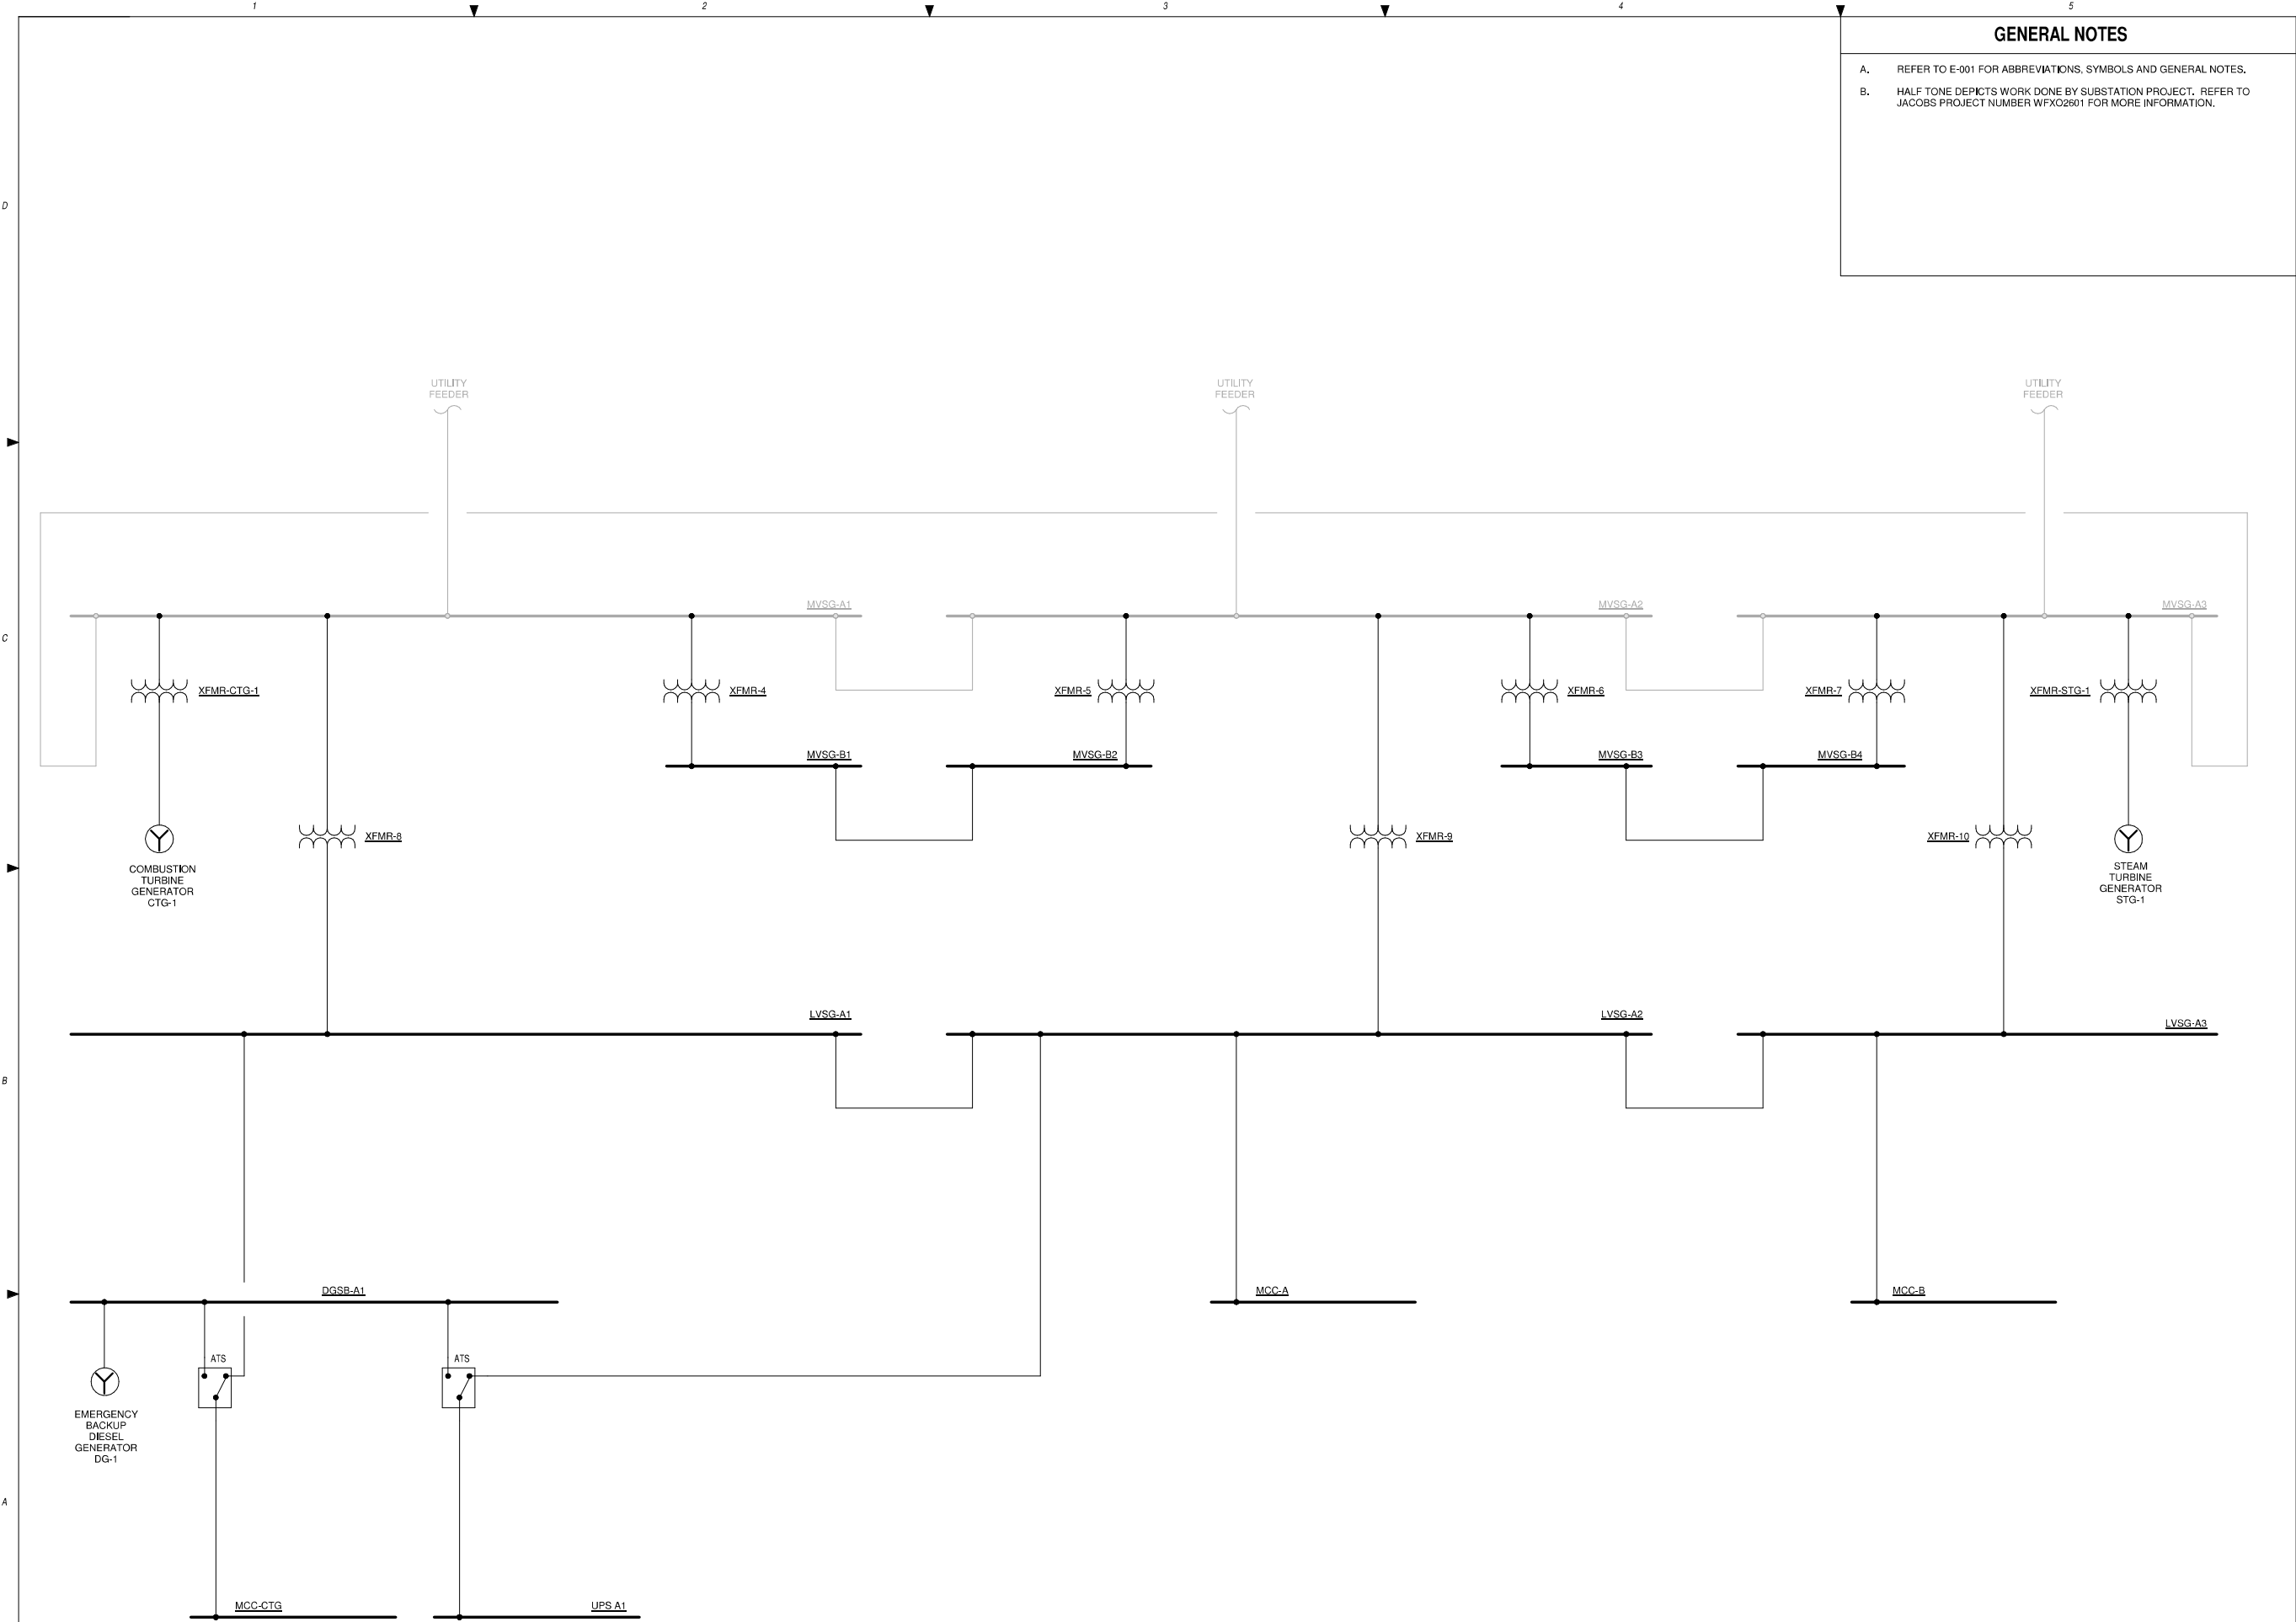 1
2
3
4
5
GENERAL NOTES
A. REFER TO E-001 FOR ABBREVIATIONS, SYMBOLS AND GENERAL NOTES.
B. HALF TONE DEPICTS WORK DONE BY SUBSTATION PROJECT. REFER TO
JACOBS PROJECT NUMBER WFXO2601 FOR MORE INFORMATION.
D
UTILITY
FEEDER
UTILITY
FEEDER
UTILITY
FEEDER
MVSG-A1
MVSG-A2
MVSG-A3
C
XFMR-CTG-1
XFMR-4
XFMR-5
XFMR-6
XFMR-7
XFMR-STG-1
MVSG-B1
MVSG-B2
MVSG-B3
MVSG-B4
XFMR-8
XFMR-9
XFMR-10
COMBUSTION
TURBINE
GENERATOR
CTG-1
STEAM
TURBINE
GENERATOR
STG-1
LVSG-A1
LVSG-A2
LVSG-A3
B
DGSB-A1
MCC-A
MCC-B
ATS
ATS
EMERGENCY
BACKUP
DIESEL
GENERATOR
DG-1
A
MCC-CTG
UPS A1